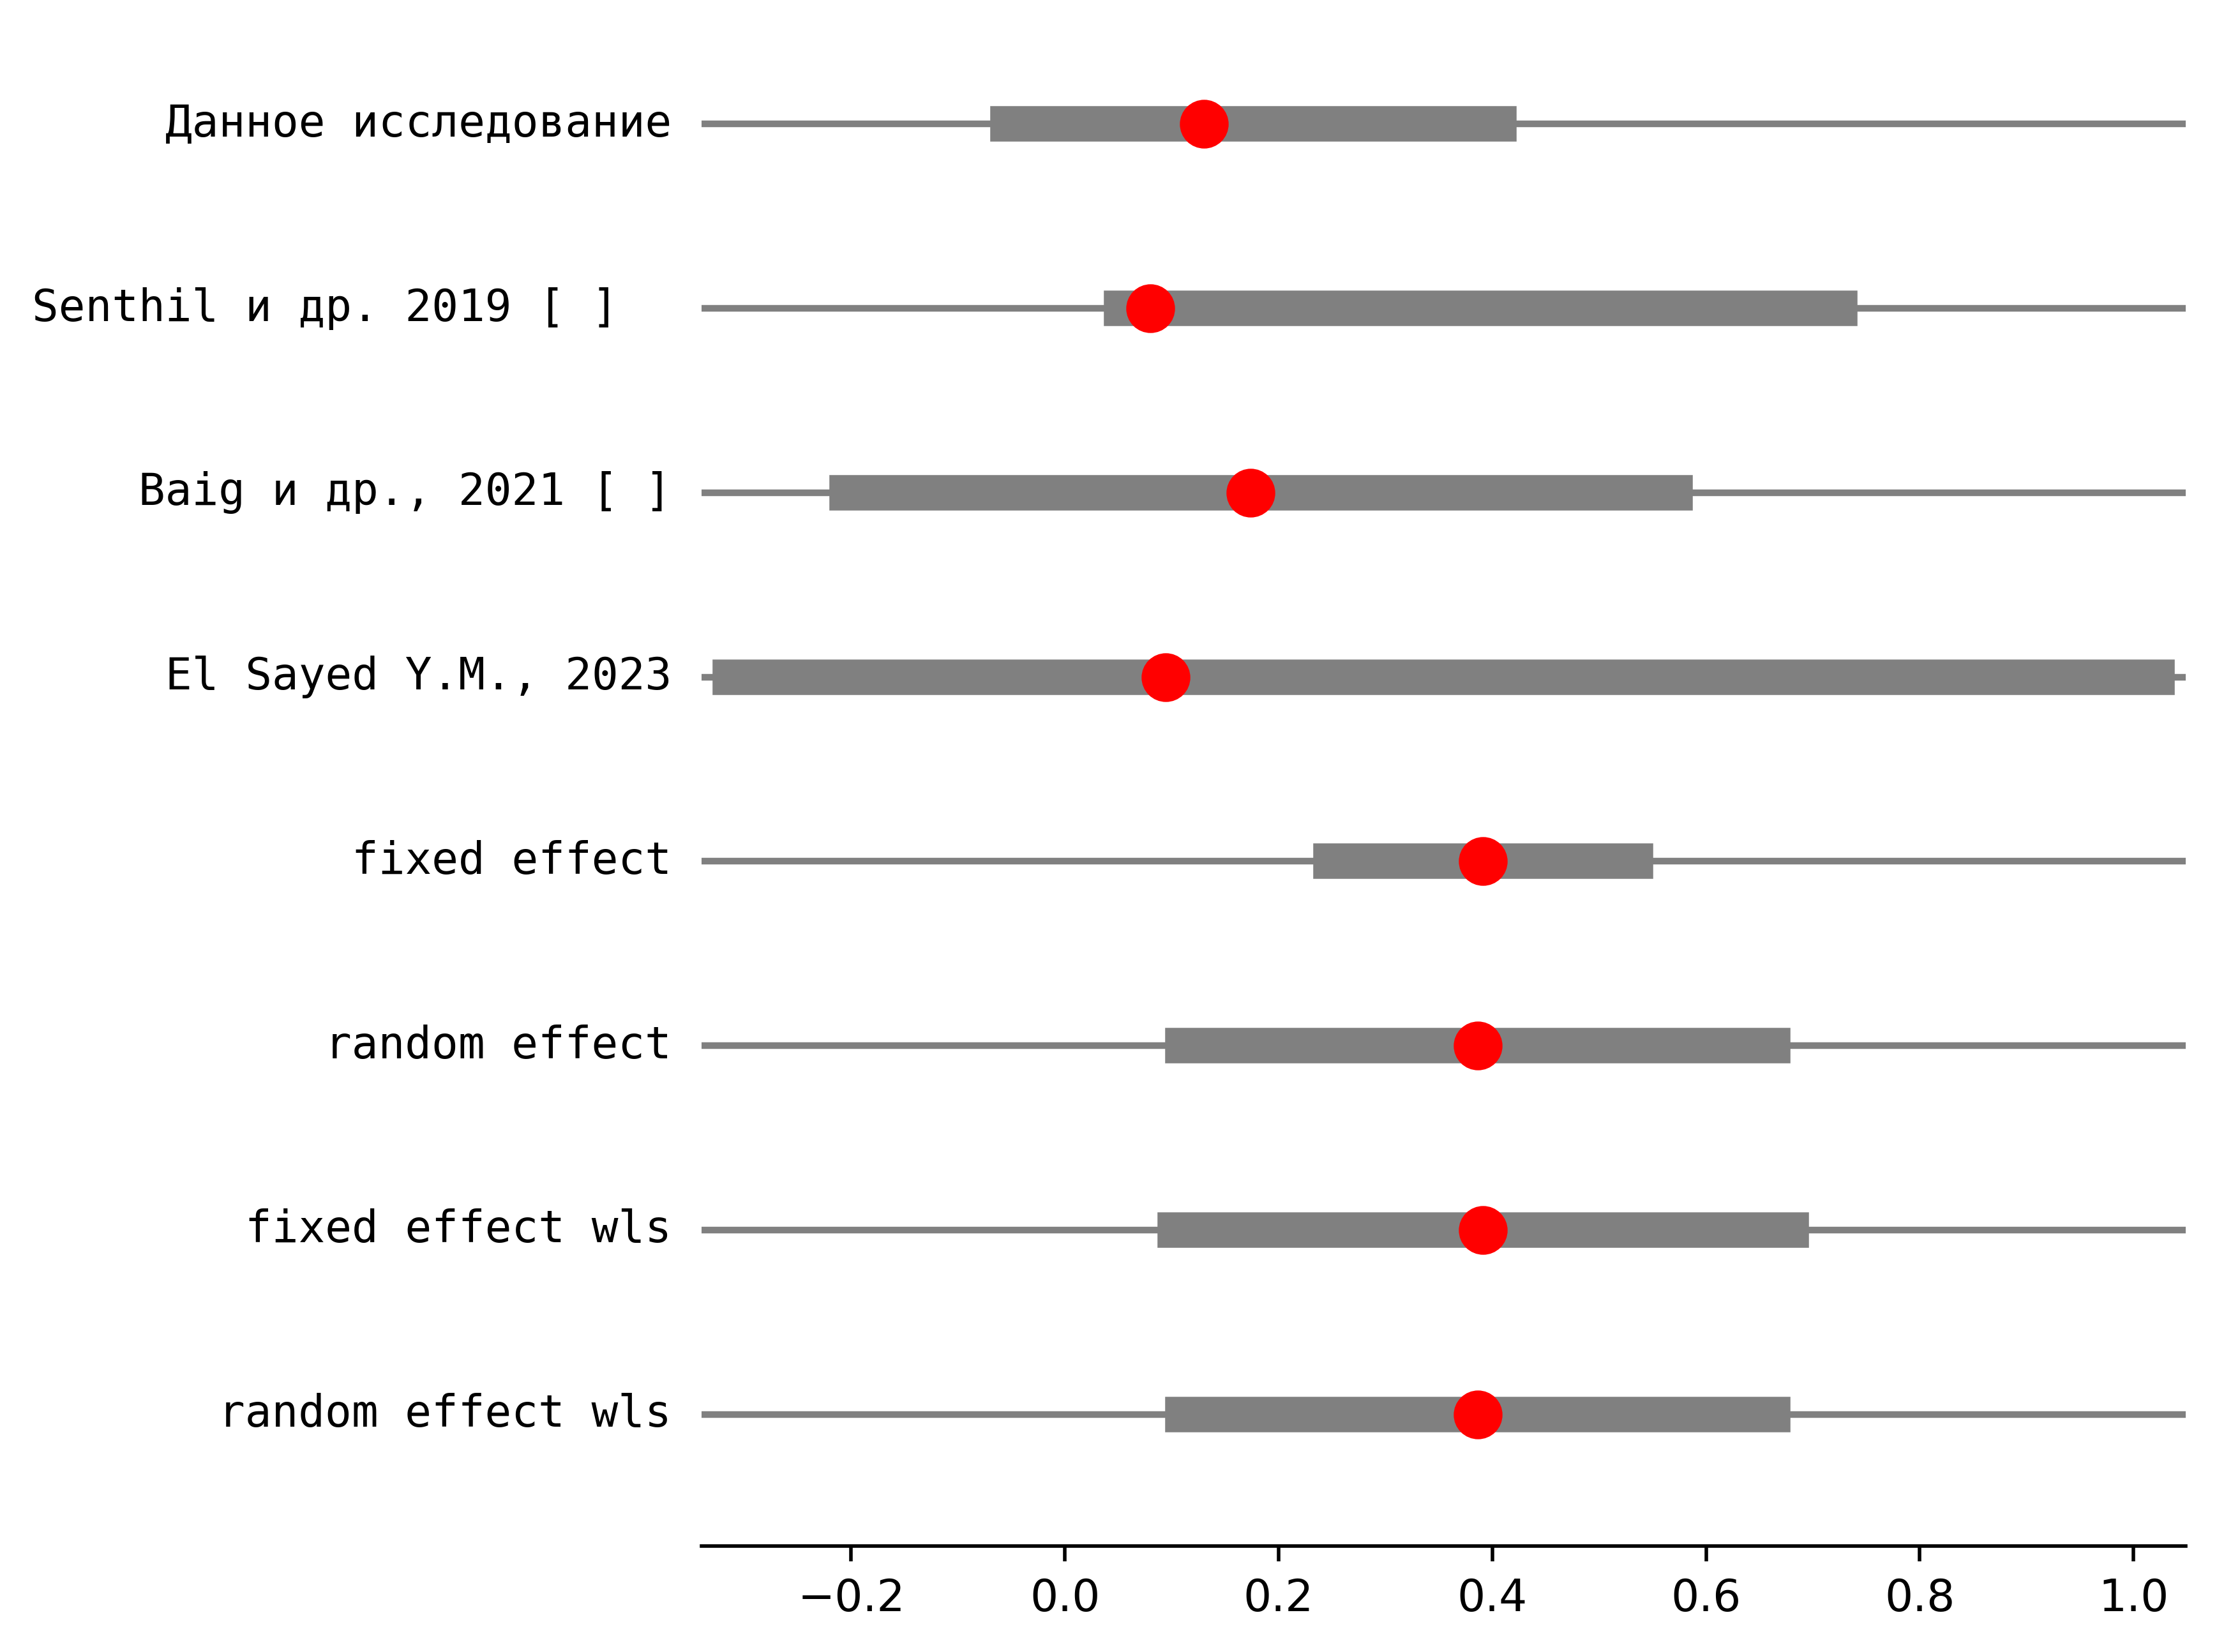 Данное исследование
Senthil и др. 2019 [ ]
Baig и др., 2021 [ ]
El Sayed Y.M., 2023
fixed effect
random effect
fixed effect wls
random effect wls
−0.2 0.0 0.2 0.4 0.6 0.8 1.0